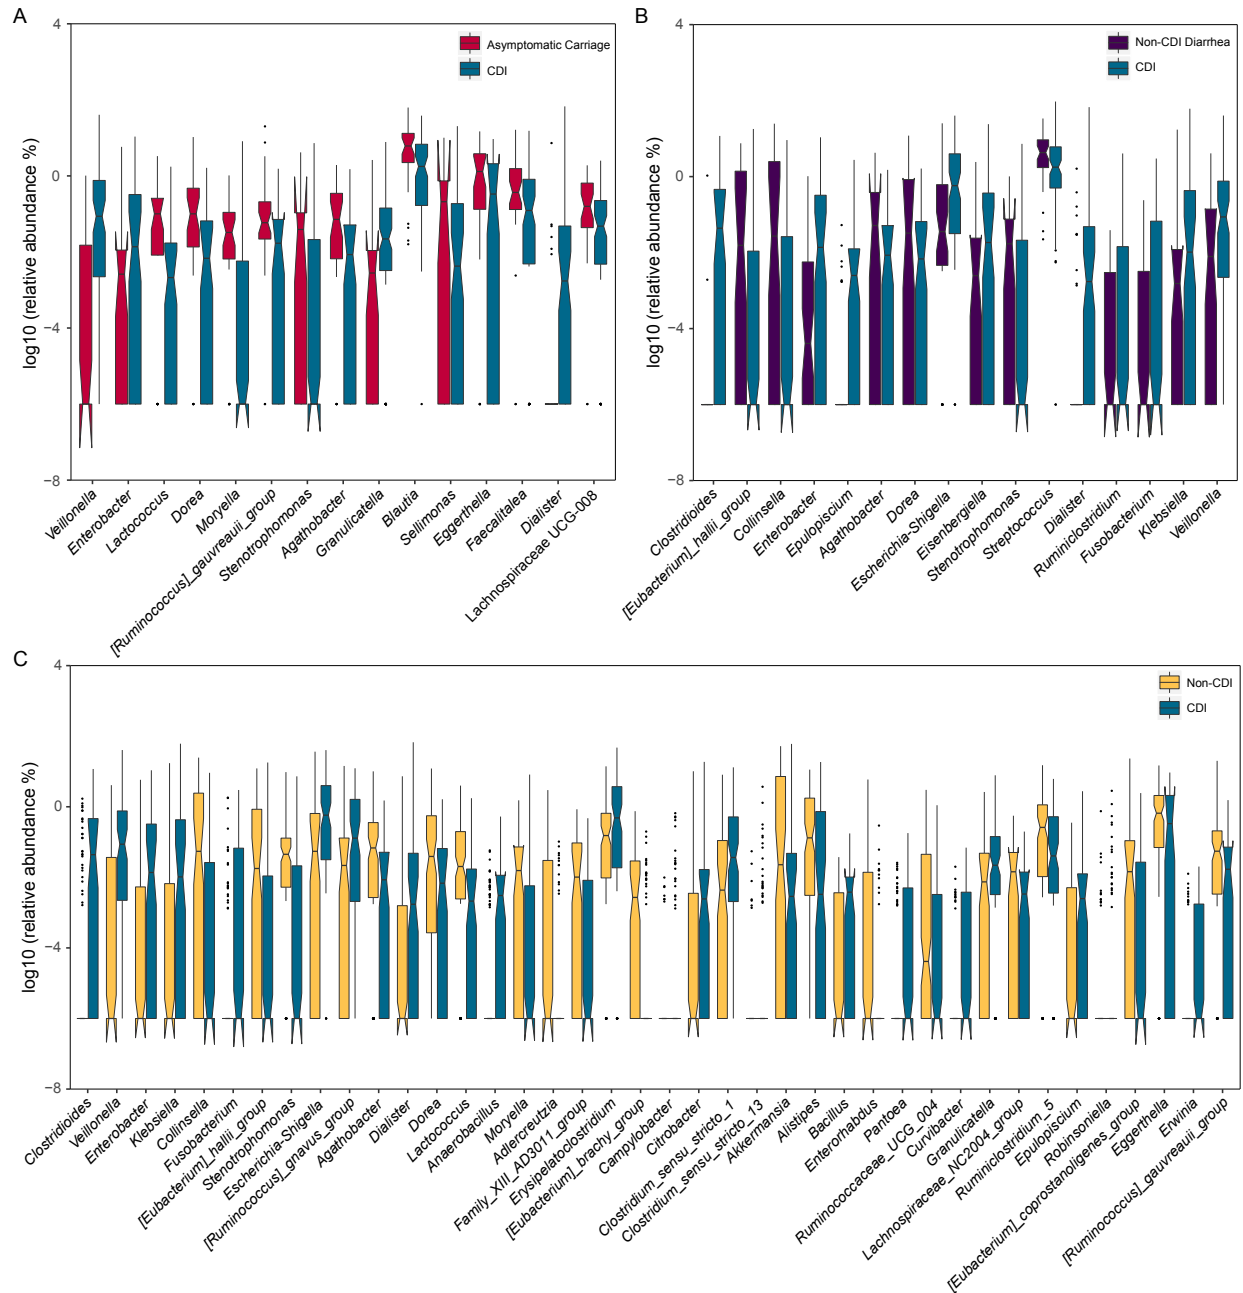 A
4
0
−4
−8
log10 (relative abundance %)
Asymptomatic Carriage
CDI
Veillonella
Enterobacter
Lactococcus
Dorea
Moryella
[Ruminococcus]_gauvreauii_group
Stenotrophomonas
Agathobacter
Granulicatella
Blautia
Sellimonas
Eggerthella
Faecalitalea
Dialister
Lachnospiraceae UCG-008
B
4
0
−4
−8
log10 (relative abundance %)
Non-CDI Diarrhea
CDI
Clostridioides
[Eubacterium]_hallii_group
Collinsella
Enterobacter
Epulopiscium
Agathobacter
Dorea
Escherichia-Shigella
Eisenbergiella
Stenotrophomonas
Streptococcus
Dialister
Ruminiclostridium
Fusobacterium
Klebsiella
Veillonella
C
4
0
−4
−8
log10 (relative abundance %)
Non-CDI
CDI
Clostridioides
Veillonella
Enterobacter
Klebsiella
Collinsella
Fusobacterium
[Eubacterium]_hallii_group
Stenotrophomonas
Escherichia-Shigella
[Ruminococcus]_gnavus_group
Agathobacter
Dialister
Dorea
Lactococcus
Anaerobacillus
Moryella
Adlercreutzia
Family_XIII_AD3011_group
Erysipelatoclostridium
[Eubacterium]_brachy_group
Campylobacter
Citrobacter
Clostridium_sensu_stricto_1
Clostridium_sensu_stricto_13
Akkermansia
Alistipes
Bacillus
Enterorhabdus
Pantoea
Ruminococcaceae_UCG_004
Curvibacter
Granulicatella
Lachnospiraceae_NC2004_group
Ruminiclostridium_5
Epulopiscium
Robinsoniella
[Eubacterium]_coprostanoligenes_group
Eggerthella
Erwinia
[Ruminococcus]_gauvreauii_group